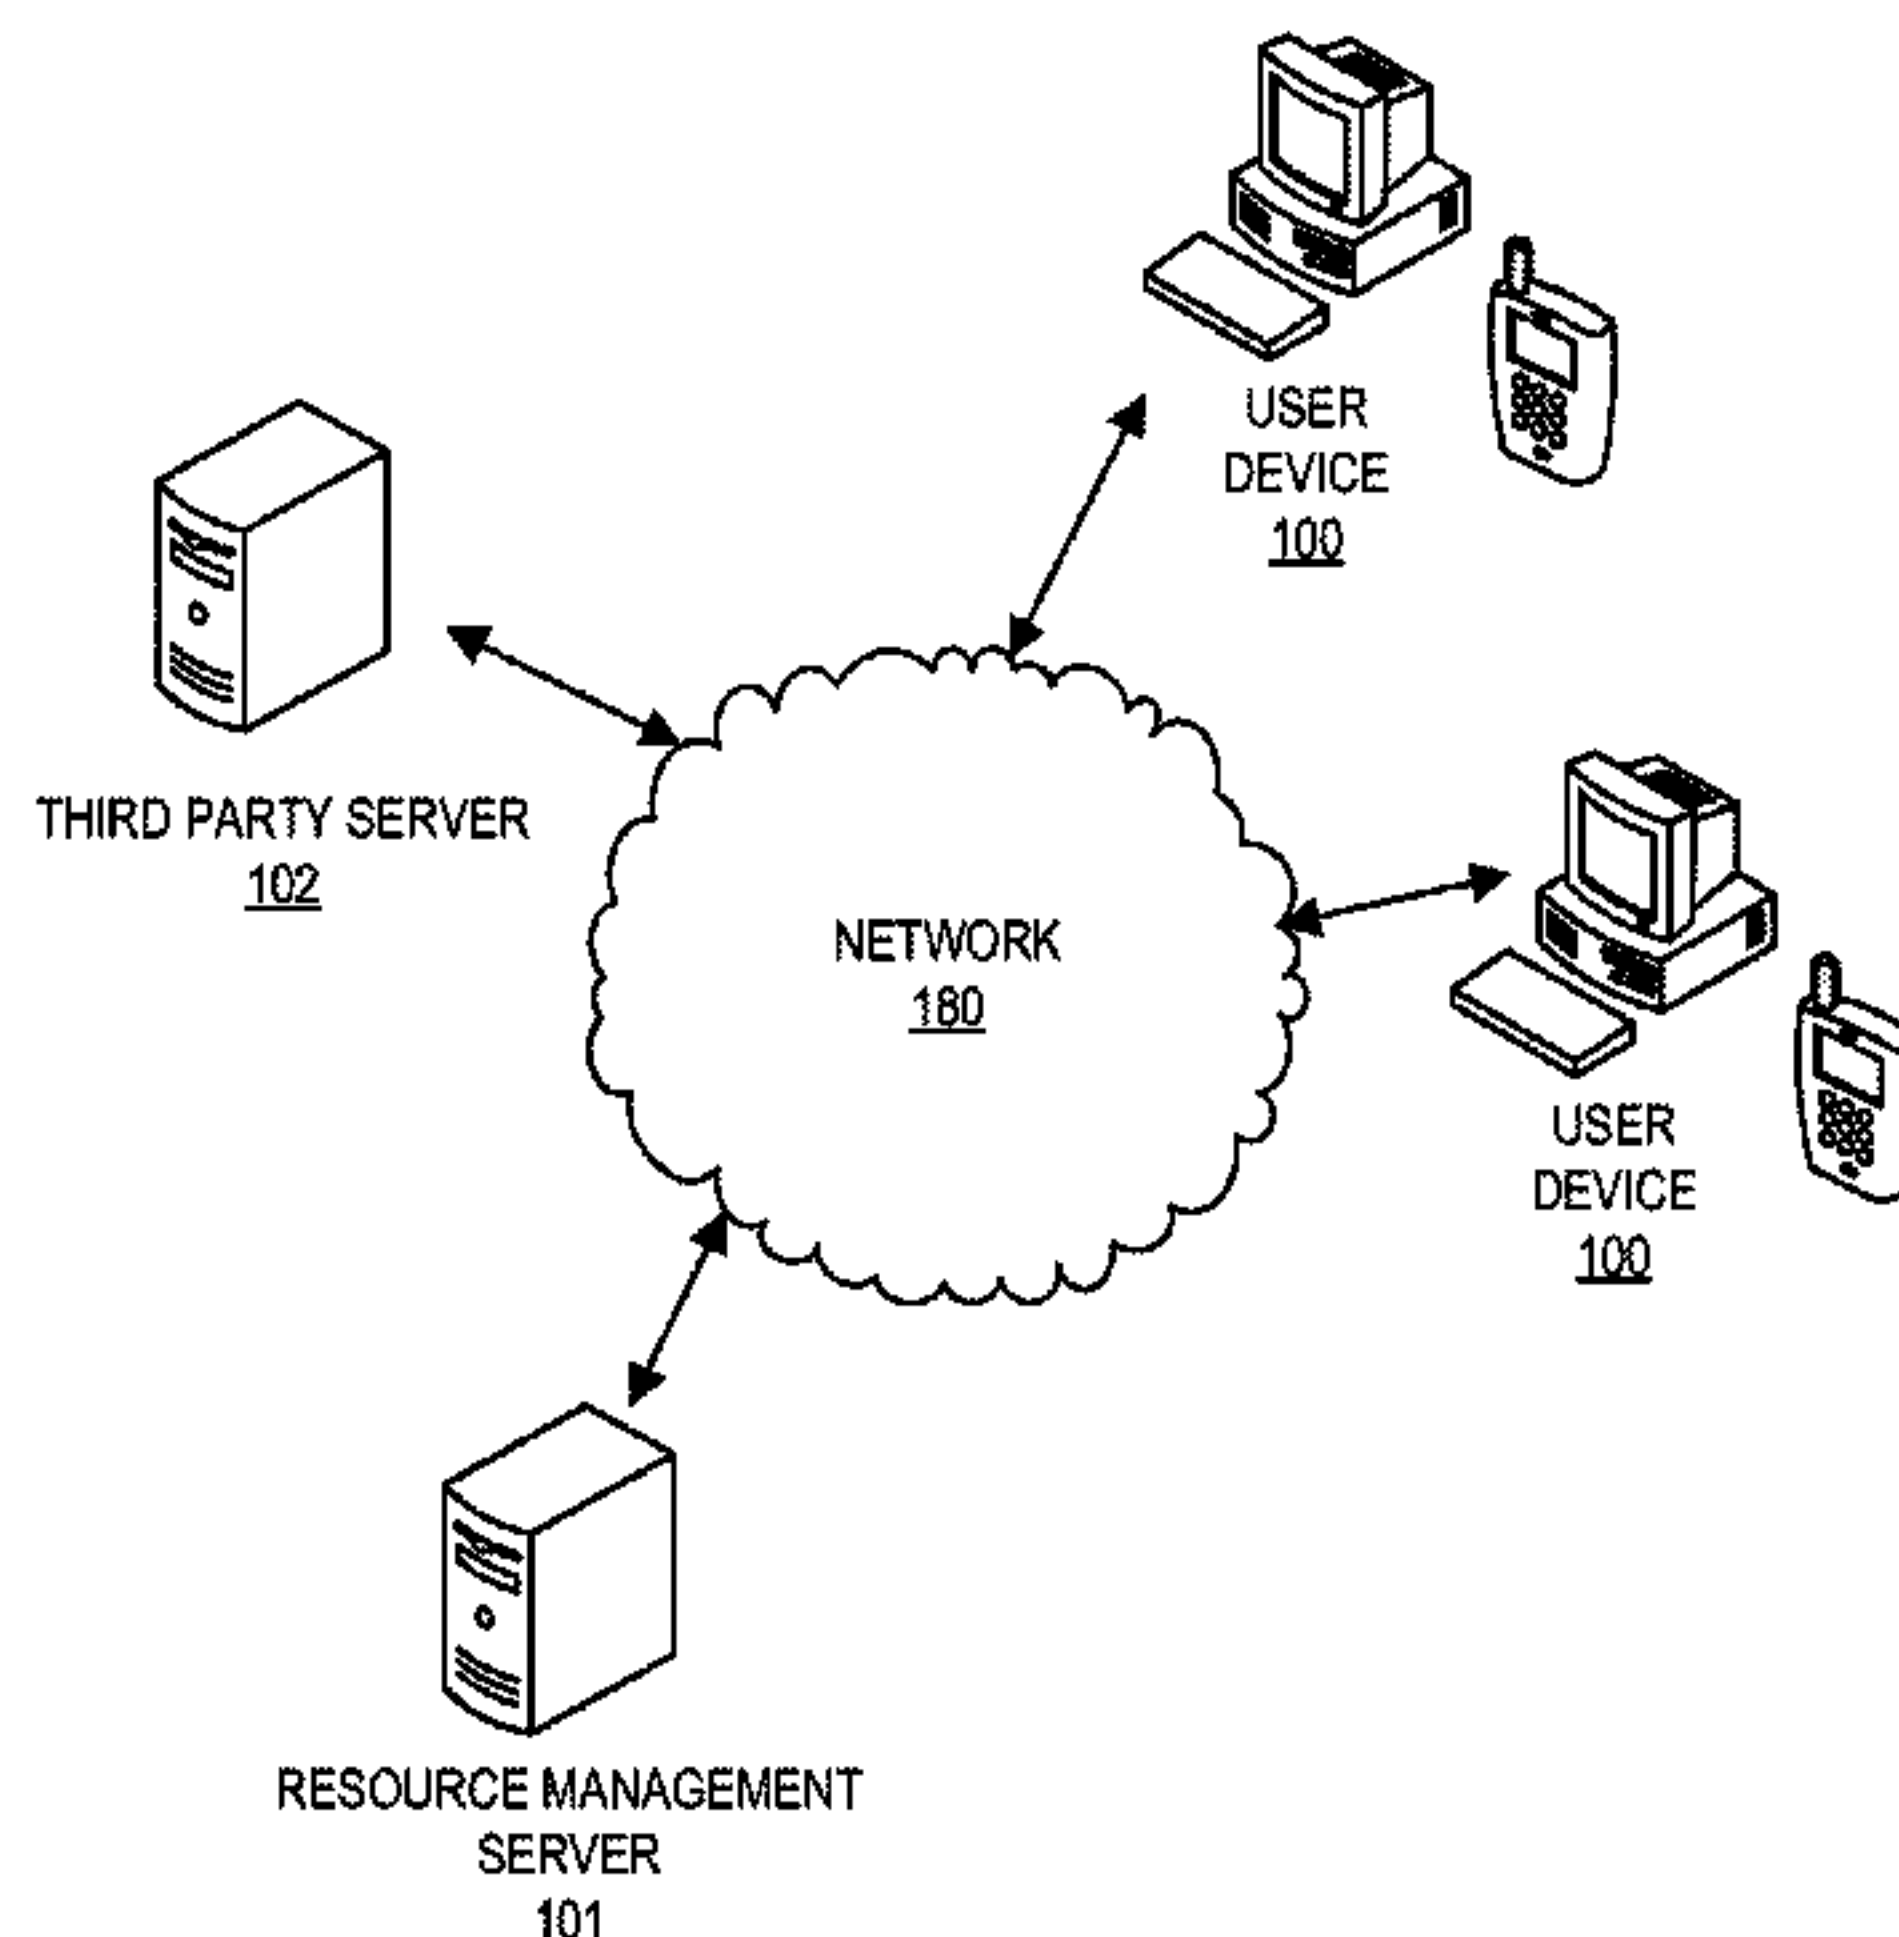 USER
DEVICE
100
THIRD PARTY SERVER
102
NETWORK
180
USER
DEVICE
100
RESOURCE MANAGEMENT
SERVER
101